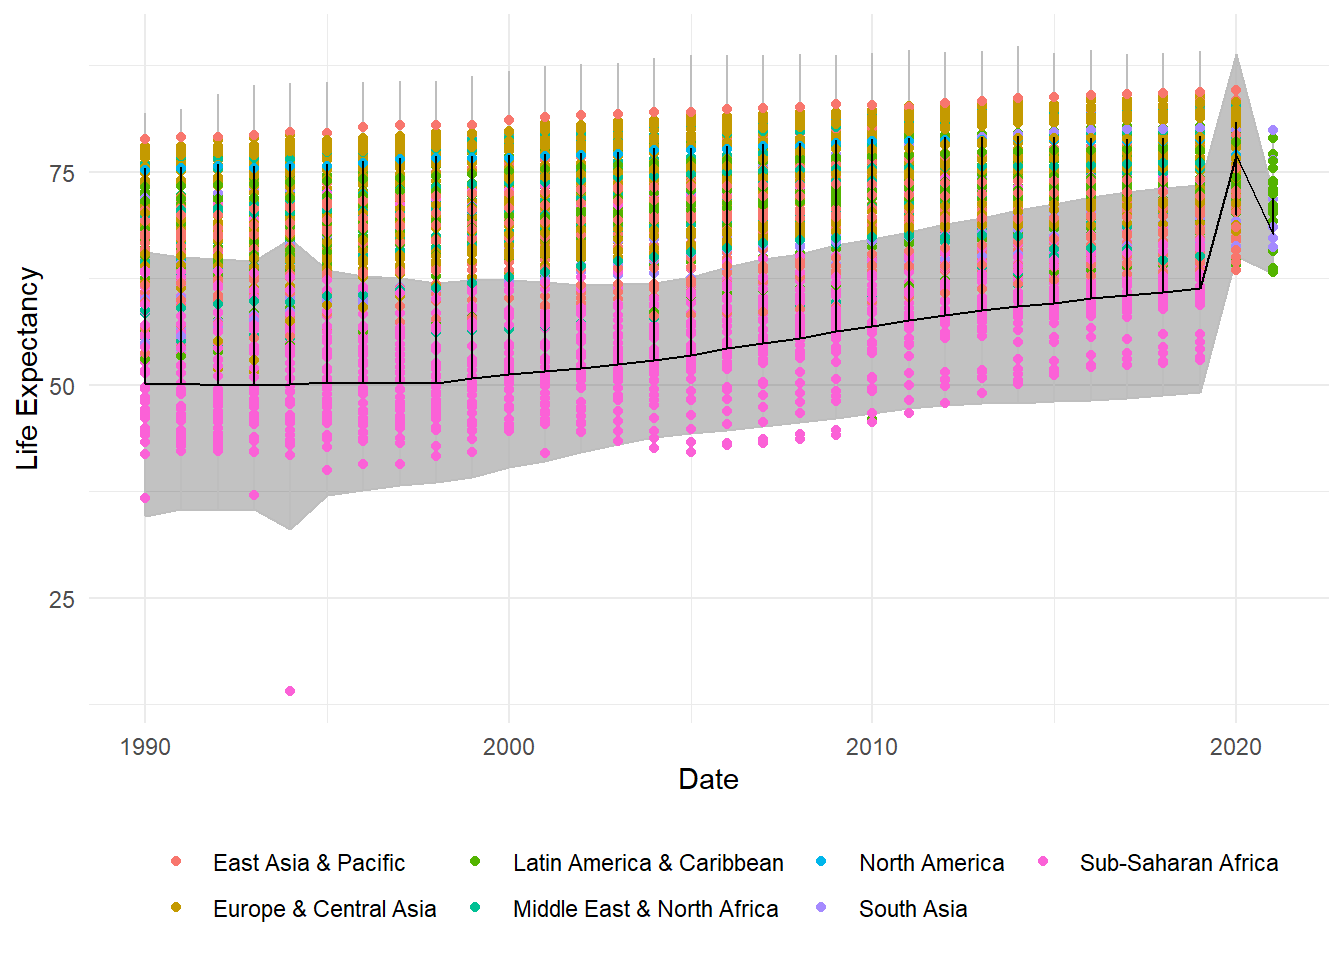 75
50
25
Life Expectancy
1990 2000 2010 2020
Date
East Asia & Pacific Latin America & Caribbean North America Sub-Saharan Africa
Europe & Central Asia Middle East & North Africa South Asia